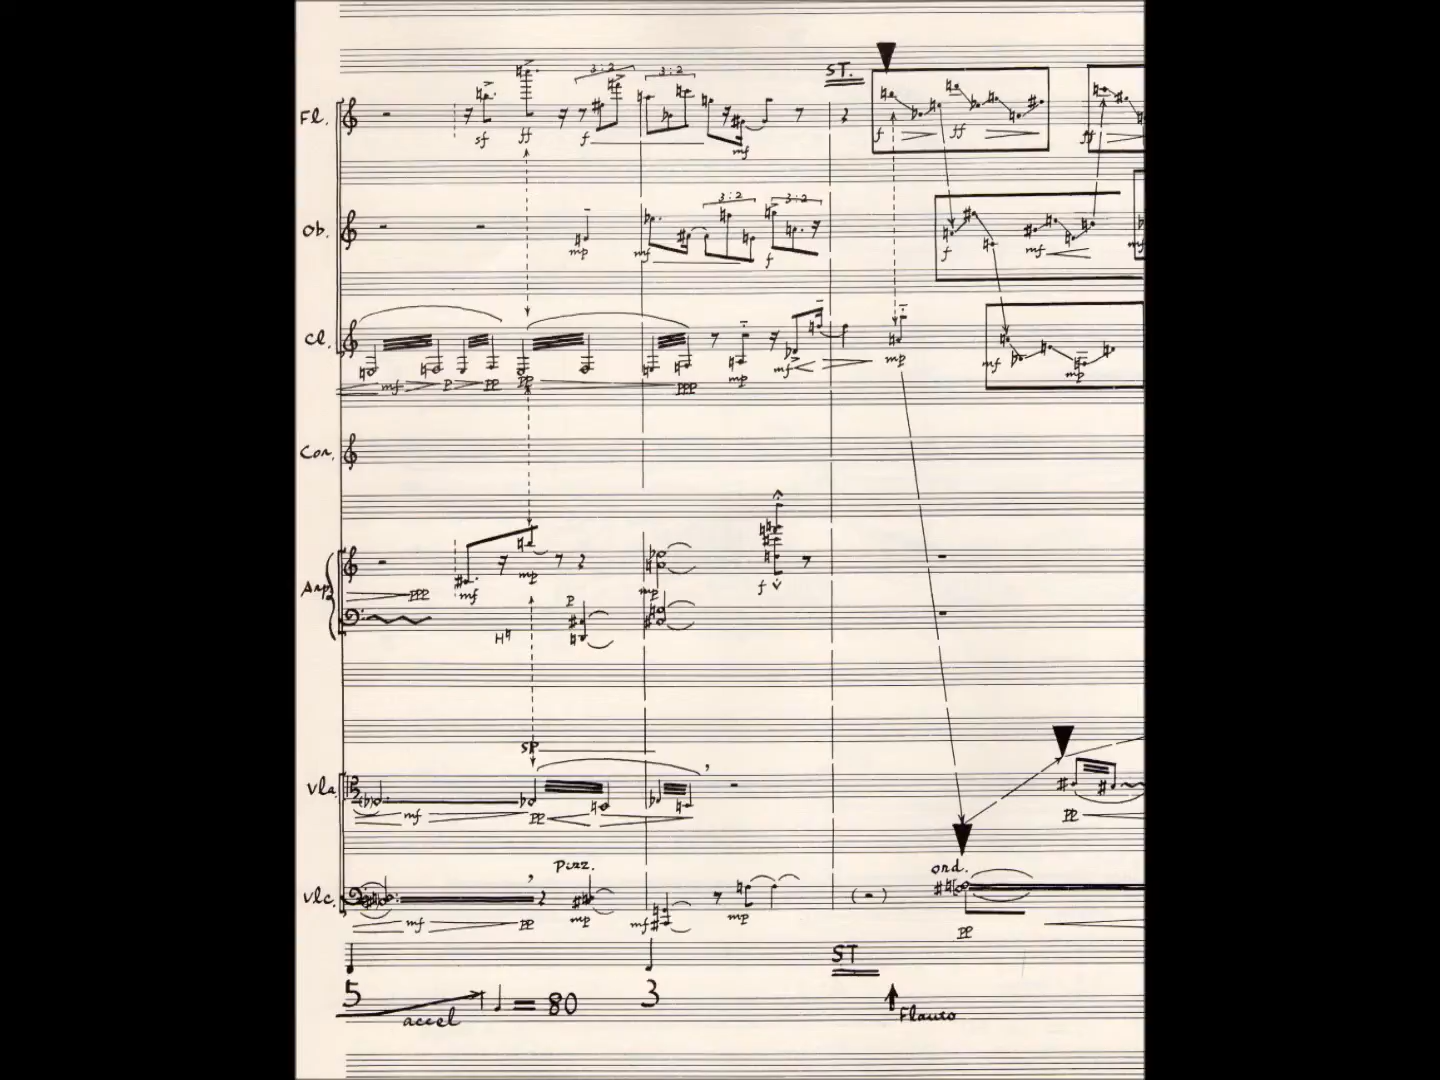 3:2 3:2 ST.
Fl.
sf ff f mf f ff ff
3:2 3:2
Ob.
mp mf f f mf mf
Cl.
mf p pp pp ppp mp mf mp mf mp
Cor.
Arp.
ppp mf mp p mp f
H
sp
Vla
mf pp pp
Pizz. ord.
Vlc.
mf pp mp mf mp pp
ST
5 accel = 80 3 Flauto